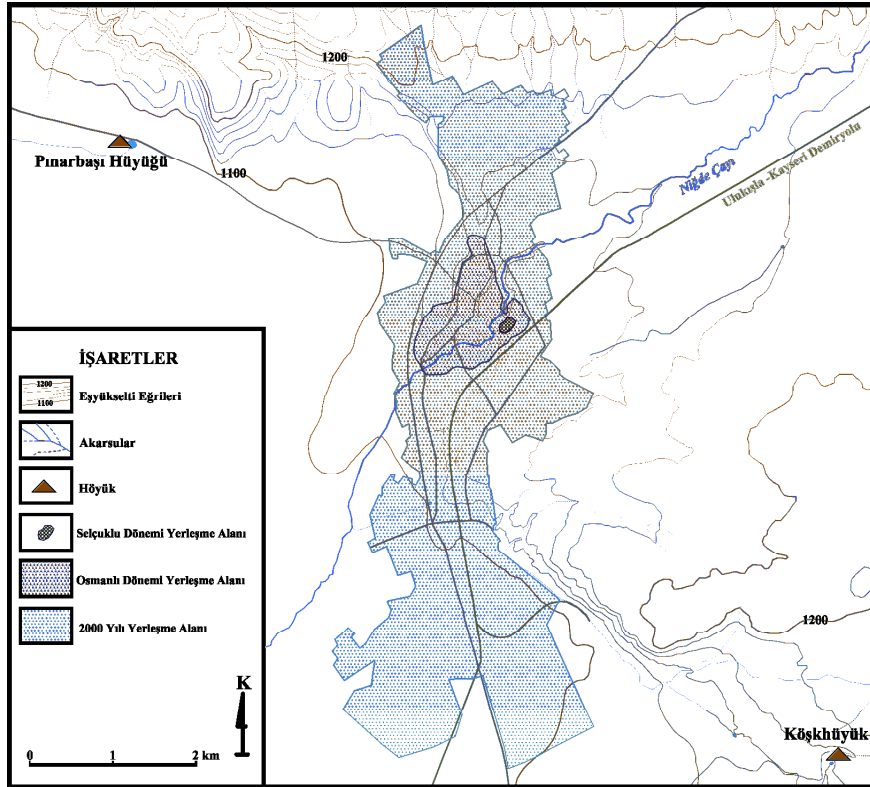 1200
Pınarbaşı Hüyüğü
1100
Niğde Çayı
Ulukışla -Kayseri Demiryolu
İŞARETLER
1200
1100
Eşyükselti Eğrileri
Akarsular
Höyük
Selçuklu Dönemi Yerleşme Alanı
Osmanlı Dönemi Yerleşme Alanı
2000 Yılı Yerleşme Alanı
K
0 1 2 km
1200
Köşkhüyük